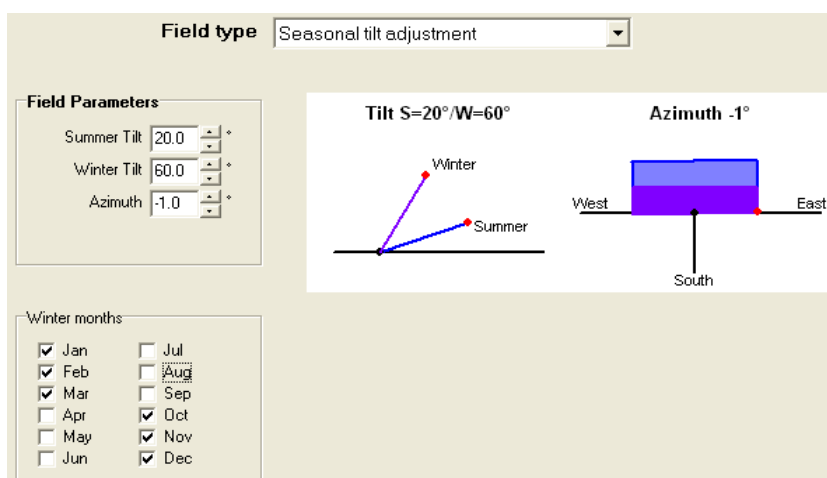 Field type Seasonal tilt adjustment
Field Parameters
Summer Tilt 20.0 °
Winter Tilt 60.0 °
Azimuth -1.0 °
Tilt S=20°/W=60°
Winter
Summer
Azimuth -1°
West East
South
Winter months
Jan Jul
Feb Aug
Mar Sep
Apr Oct
May Nov
Jun Dec